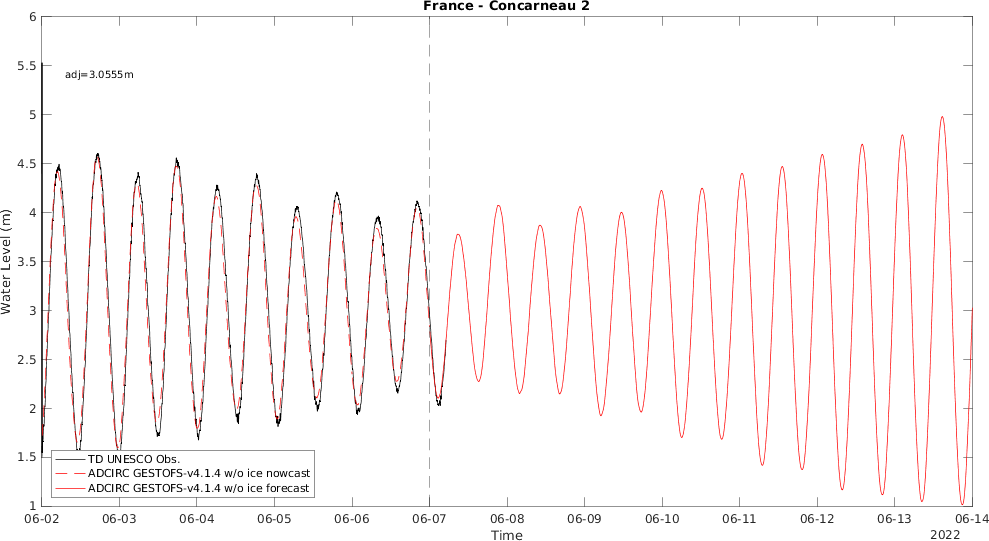 France - Concarneau 2
6
5.5
5
4.5
4
3.5
3
2.5
2
1.5
1
Water Level (m)
adj=3.0555m
TD UNESCO Obs.
ADCIRC GESTOFS-v4.1.4 w/o ice nowcast
ADCIRC GESTOFS-v4.1.4 w/o ice forecast
06-02 06-03 06-04 06-05 06-06 06-07 06-08 06-09 06-10 06-11 06-12 06-13 06-14
Time
2022